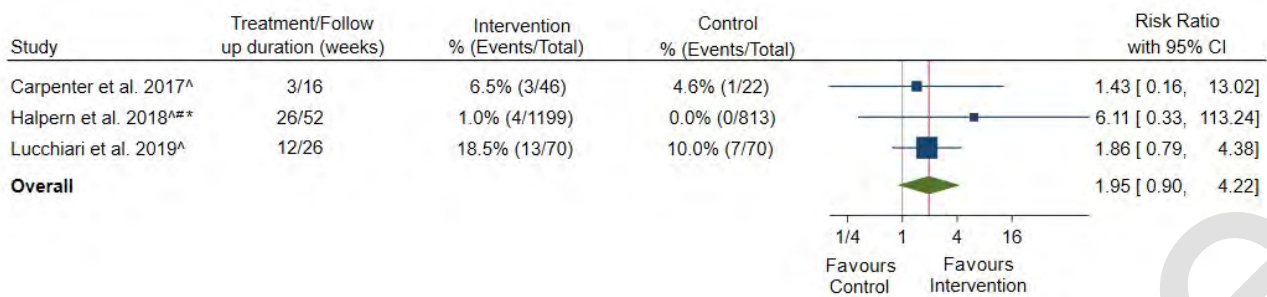 Study Treatment/Follow up duration (weeks) Intervention % (Events/Total) Control % (Events/Total) Risk Ratio with 95% CI
Carpenter et al. 2017^ 3/16 6.5% (3/46) 4.6% (1/22) 1.43 [ 0.16, 13.02]
Halpern et al. 2018^#* 26/52 1.0% (4/1199) 0.0% (0/813) 6.11 [ 0.33, 113.24]
Lucchiari et al. 2019^ 12/26 18.5% (13/70) 10.0% (7/70) 1.86 [ 0.79, 4.38]
Overall 1.95 [ 0.90, 4.22]
1/4 1 4 16
Favours Control Favours Intervention